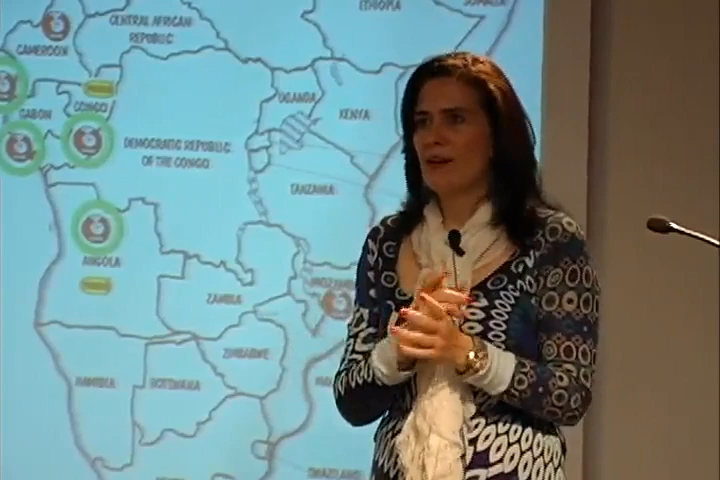 ETHIOPIA
SOMALIA
CENTRAL AFRICAN
REPUBLIC
CAMEROON
UGANDA
KENYA
GABON
CONGO
DEMOCRATIC REPUBLIC
OF THE CONGO
TANZANIA
ANGOLA
ZAMBIA
ZIMBABWE
NAMIBIA
BOTSWANA
SWAZILAND